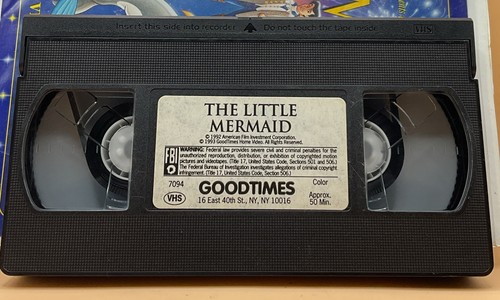 Insert this side into recorder ▲ Do not touch the tape inside
VHS
THE LITTLE
MERMAID
© 1992 American Film Investment Corporation.
© 1993 GoodTimes Home Video. All Rights Reserved.
FBI WARNING: Federal law provides severe civil and criminal penalties for the
unauthorized reproduction, distribution, or exhibition of copyrighted motion
pictures and videotapes. (Title 17, United States Code, Sections 501 and 506.)
The Federal Bureau of Investigation investigates allegations of criminal copyright
infringement. (Title 17, United States Code, Section 506.)
7094
GOODTIMES
Color
VHS
16 East 40th St., NY, NY 10016
Approx.
50 Min.